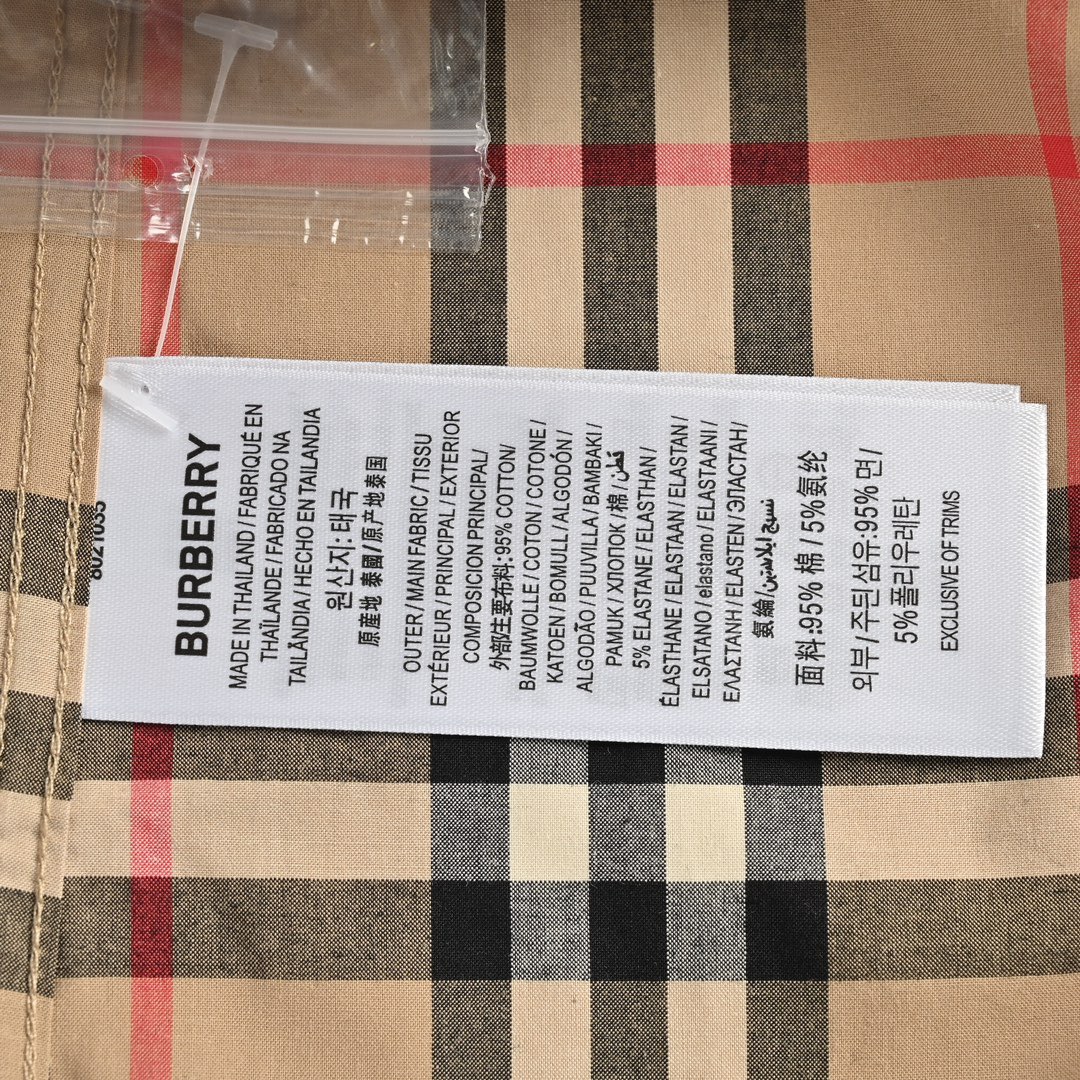 8021035
BURBERRY
MADE IN THAILAND / FABRIQUÉ EN
THAÏLANDE / FABRICADO NA
TAILÂNDIA / HECHO EN TAILANDIA
원산지: 태국
原産地 泰國 / 原产地泰国
OUTER / MAIN FABRIC / TISSU
EXTÉRIEUR / PRINCIPAL / EXTERIOR
COMPOSICION PRINCIPAL/
外部/主要布料:95% COTTON/
BAUMWOLLE / COTON / COTONE /
KATOEN / BOMULL / ALGODÓN /
ALGODÃO / PUUVILLA / BAMBAKI /
PAMUK / ХЛОПОК /棉 / قطن/
5% ELASTANE / ELASTHAN /
ÉLASTHANE / ELASTAAN / ELASTAN /
ELSATANO / elastano / ELASTAANI /
ΕΛΑΣΤΑΝΗ / ELASTEN / ЭЛАСТАН/
氨綸 /نسيج إيلاستين/
面料:95% 棉 / 5%氨纶
외부 / 주된 섬유:95% 면 /
5%폴리우레탄
EXCLUSIVE OF TRIMS